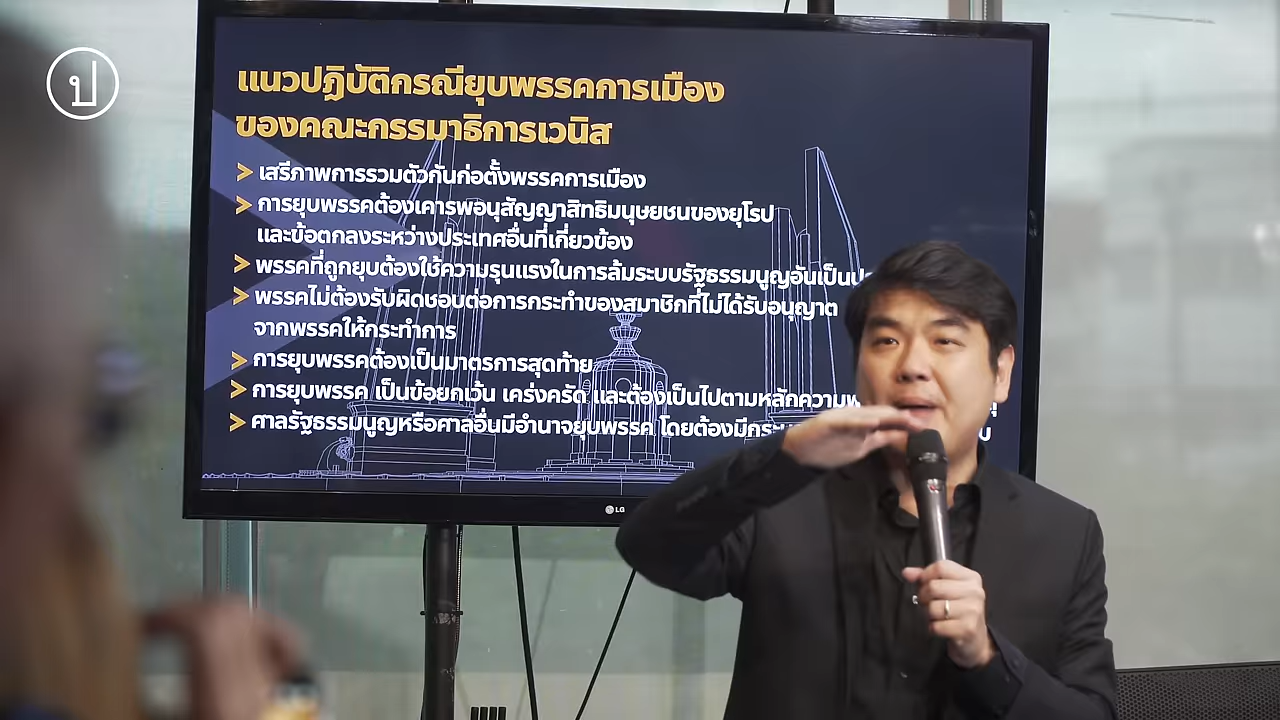 ป
แนวปฏิบัติกรณียุบพรรคการเมือง
ของคณะกรรมาธิการเวนิส
เสรีภาพการรวมตัวกันก่อตั้งพรรคการเมือง
การยุบพรรคต้องเคารพอนุสัญญาสิทธิมนุษยชนของยุโรป
และข้อตกลงระหว่างประเทศอื่นที่เกี่ยวข้อง
พรรคที่ถูกยุบต้องใช้ความรุนแรงในการล้มระบบรัฐธรรมนูญอันเป็น
พรรคไม่ต้องรับผิดชอบต่อการกระทำของสมาชิกที่ไม่ได้รับอนุญาต
จากพรรคให้กระทำการ
การยุบพรรคต้องเป็นมาตรการสุดท้าย
การยุบพรรค เป็นข้อยกเว้น เคร่งครัด และต้องเป็นไปตามหลัก
ศาลรัฐธรรมนูญหรือศาลอื่นมีอำนาจยุบพรรค โดยต้องมี
LG